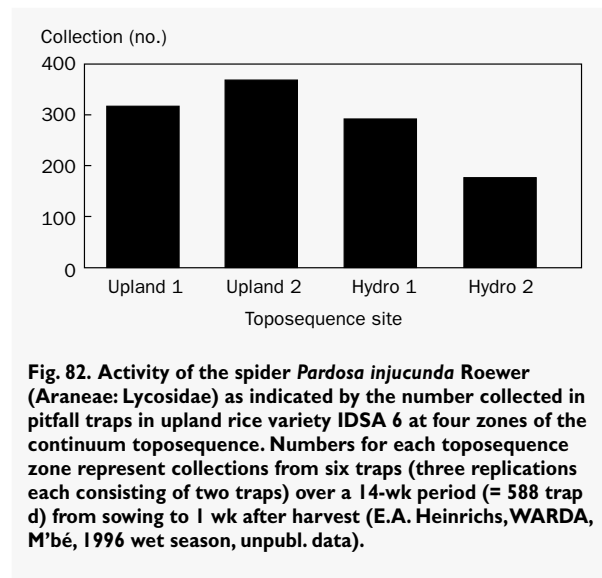 Collection (no.)
400
300
200
100
0
Upland 1 Upland 2 Hydro 1 Hydro 2
Toposequence site
Fig. 82. Activity of the spider Pardosa injucunda Roewer
(Araneae: Lycosidae) as indicated by the number collected in
pitfall traps in upland rice variety IDSA 6 at four zones of the
continuum toposequence. Numbers for each toposequence
zone represent collections from six traps (three replications
each consisting of two traps) over a 14-wk period (= 588 trap
d) from sowing to 1 wk after harvest (E.A. Heinrichs, WARDA,
M’bé, 1996 wet season, unpubl. data).